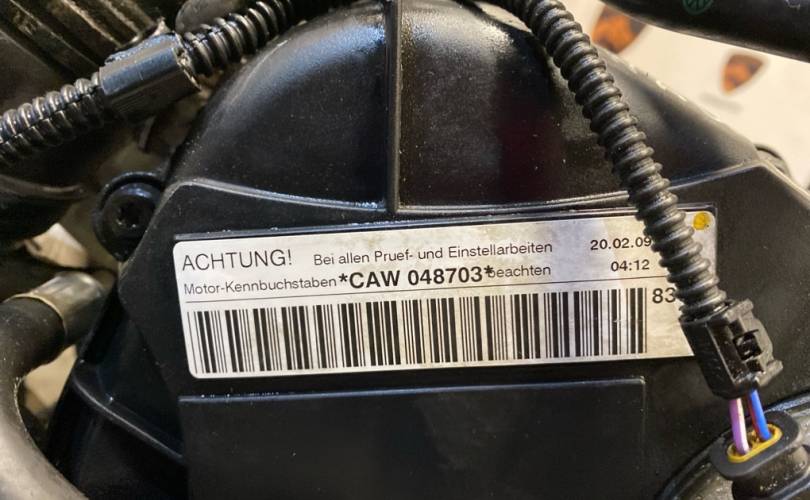 ACHTUNG! Bei allen Pruef- und Einstellarbeiten 20.02.09
Motor-Kennbuchstaben *CAW 048703* beachten 04:12
83